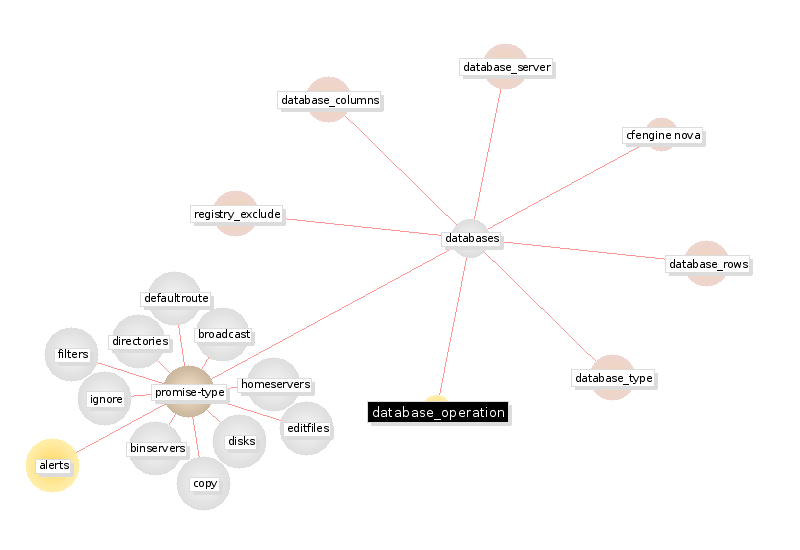 database_server
database_columns
cfengine nova
registry_exclude
databases
database_rows
defaultroute
broadcast
directories
filters
database_type
homeservers
promise-type
ignore
database_operation
editfiles
disks
binservers
alerts
copy